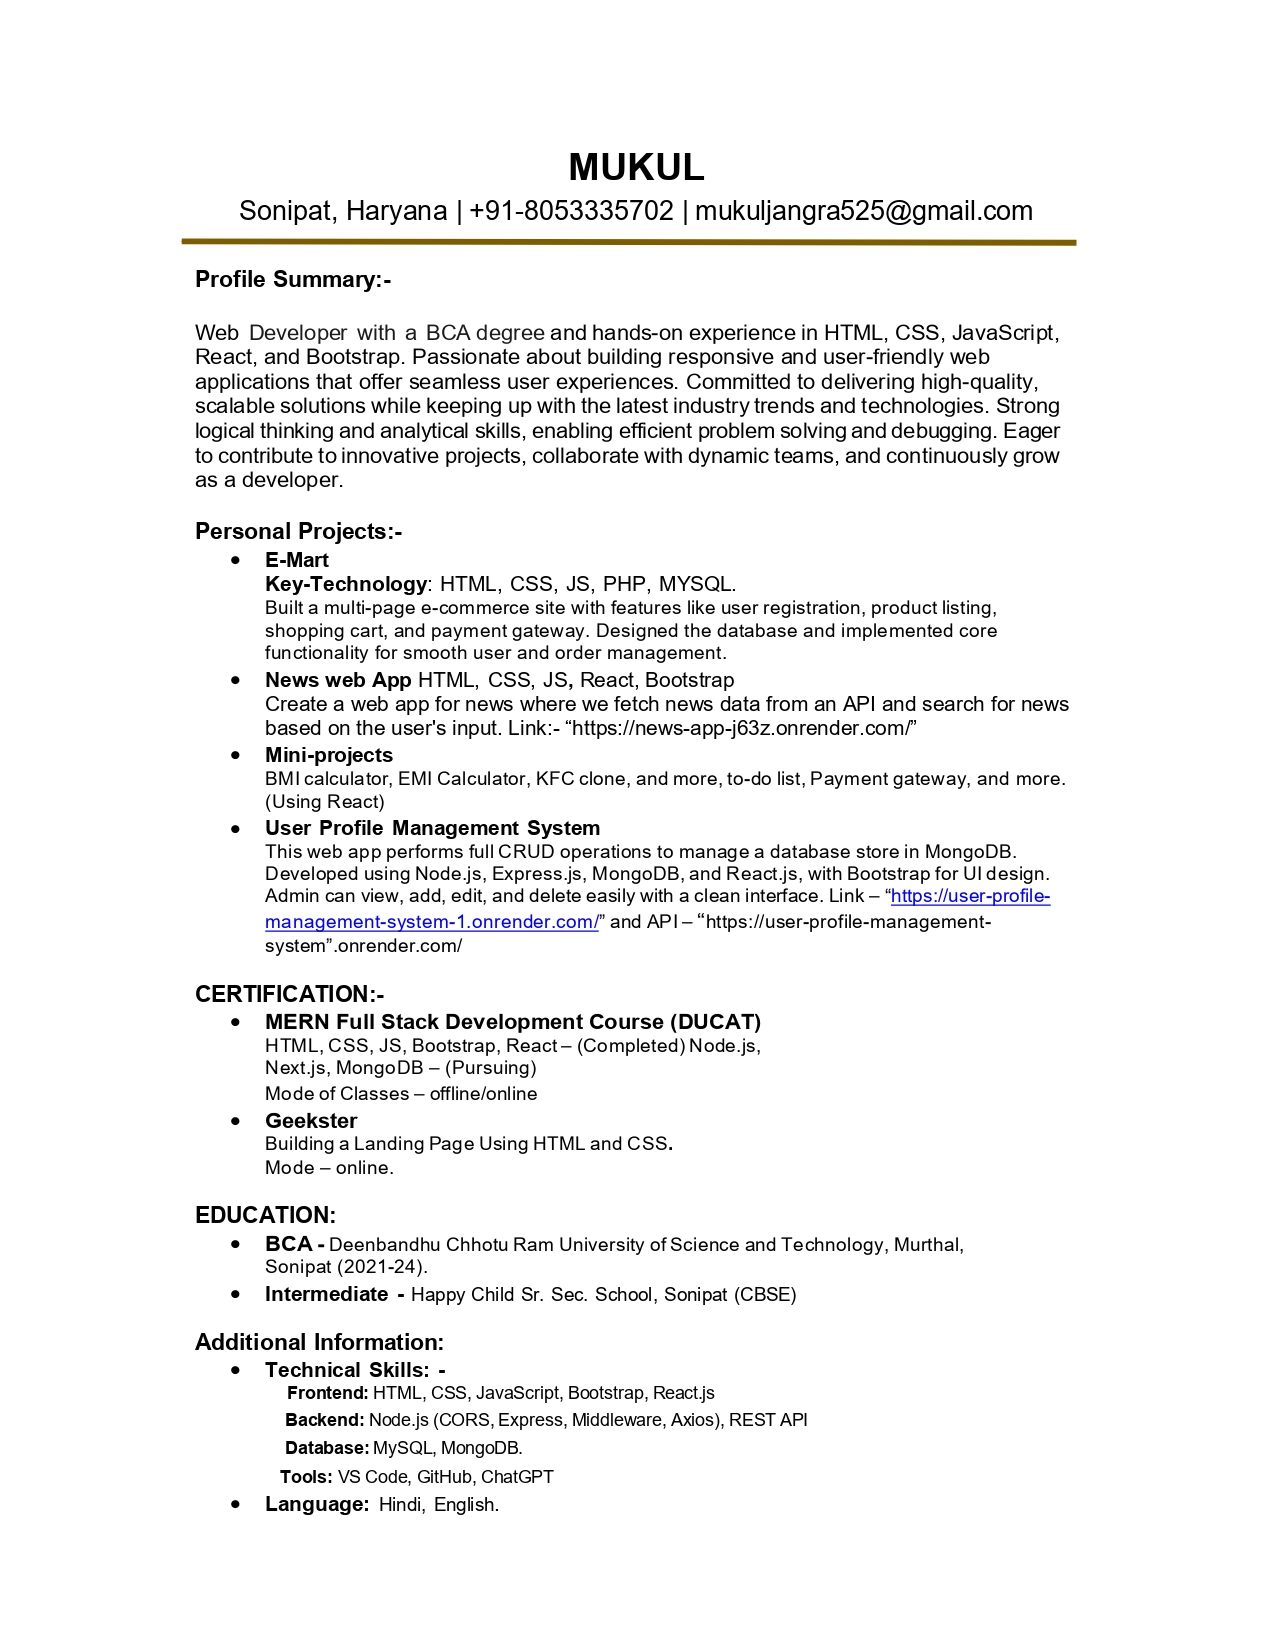 MUKUL
Sonipat, Haryana | +91-8053335702 | mukuljangra525@gmail.com
Profile Summary:-
Web Developer with a BCA degree and hands-on experience in HTML, CSS, JavaScript,
React, and Bootstrap. Passionate about building responsive and user-friendly web
applications that offer seamless user experiences. Committed to delivering high-quality,
scalable solutions while keeping up with the latest industry trends and technologies. Strong
logical thinking and analytical skills, enabling efficient problem solving and debugging. Eager
to contribute to innovative projects, collaborate with dynamic teams, and continuously grow
as a developer.
Personal Projects:-
• E-Mart
Key-Technology: HTML, CSS, JS, PHP, MYSQL.
Built a multi-page e-commerce site with features like user registration, product listing,
shopping cart, and payment gateway. Designed the database and implemented core
functionality for smooth user and order management.
• News web App HTML, CSS, JS, React, Bootstrap
Create a web app for news where we fetch news data from an API and search for news
based on the user's input. Link:- “https://news-app-j63z.onrender.com/”
• Mini-projects
BMI calculator, EMI Calculator, KFC clone, and more, to-do list, Payment gateway, and more.
(Using React)
• User Profile Management System
This web app performs full CRUD operations to manage a database store in MongoDB.
Developed using Node.js, Express.js, MongoDB, and React.js, with Bootstrap for UI design.
Admin can view, add, edit, and delete easily with a clean interface. Link – “https://user-profile-
management-system-1.onrender.com/” and API – “https://user-profile-management-
system”.onrender.com/
CERTIFICATION:-
• MERN Full Stack Development Course (DUCAT)
HTML, CSS, JS, Bootstrap, React – (Completed) Node.js,
Next.js, MongoDB – (Pursuing)
Mode of Classes – offline/online
• Geekster
Building a Landing Page Using HTML and CSS.
Mode – online.
EDUCATION:
• BCA - Deenbandhu Chhotu Ram University of Science and Technology, Murthal,
Sonipat (2021-24).
• Intermediate - Happy Child Sr. Sec. School, Sonipat (CBSE)
Additional Information:
• Technical Skills: -
Frontend: HTML, CSS, JavaScript, Bootstrap, React.js
Backend: Node.js (CORS, Express, Middleware, Axios), REST API
Database: MySQL, MongoDB.
Tools: VS Code, GitHub, ChatGPT
• Language: Hindi, English.